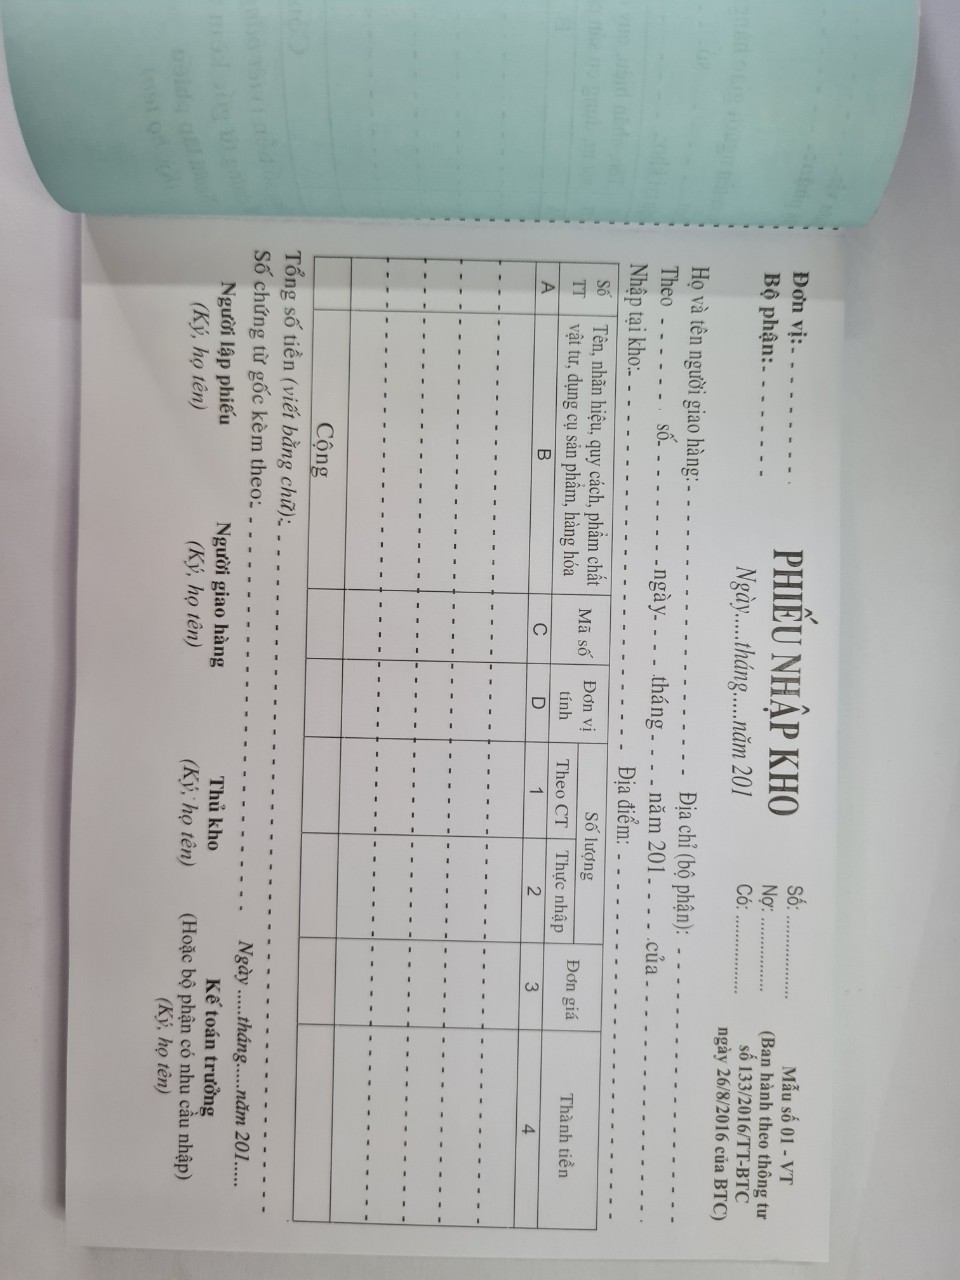 Đơn vị:
Bộ phận:
PHIẾU NHẬP KHO
Ngày.....tháng.....năm 201
Số: ...................
Nợ: ...................
Có: ...................
Mẫu số 01 - VT
(Ban hành theo thông tư
số 133/2016/TT-BTC
ngày 26/8/2016 của BTC)
Họ và tên người giao hàng: Địa chỉ (bộ phận):
Theo số ngày tháng năm 201 của
Nhập tại kho: Địa điểm:
Số TT Tên, nhãn hiệu, quy cách, phẩm chất vật tư, dụng cụ sản phẩm, hàng hóa Mã số Đơn vị tính Số lượng Đơn giá Thành tiền
Theo CT Thực nhập
A B C D 1 2 3 4
Cộng
Tổng số tiền (viết bằng chữ):
Số chứng từ gốc kèm theo:
Ngày ......tháng......năm 201......
Người lập phiếu Người giao hàng Thủ kho Kế toán trưởng
(Ký, họ tên) (Ký, họ tên) (Ký, họ tên) (Hoặc bộ phận có nhu cầu nhập)
(Ký, họ tên)